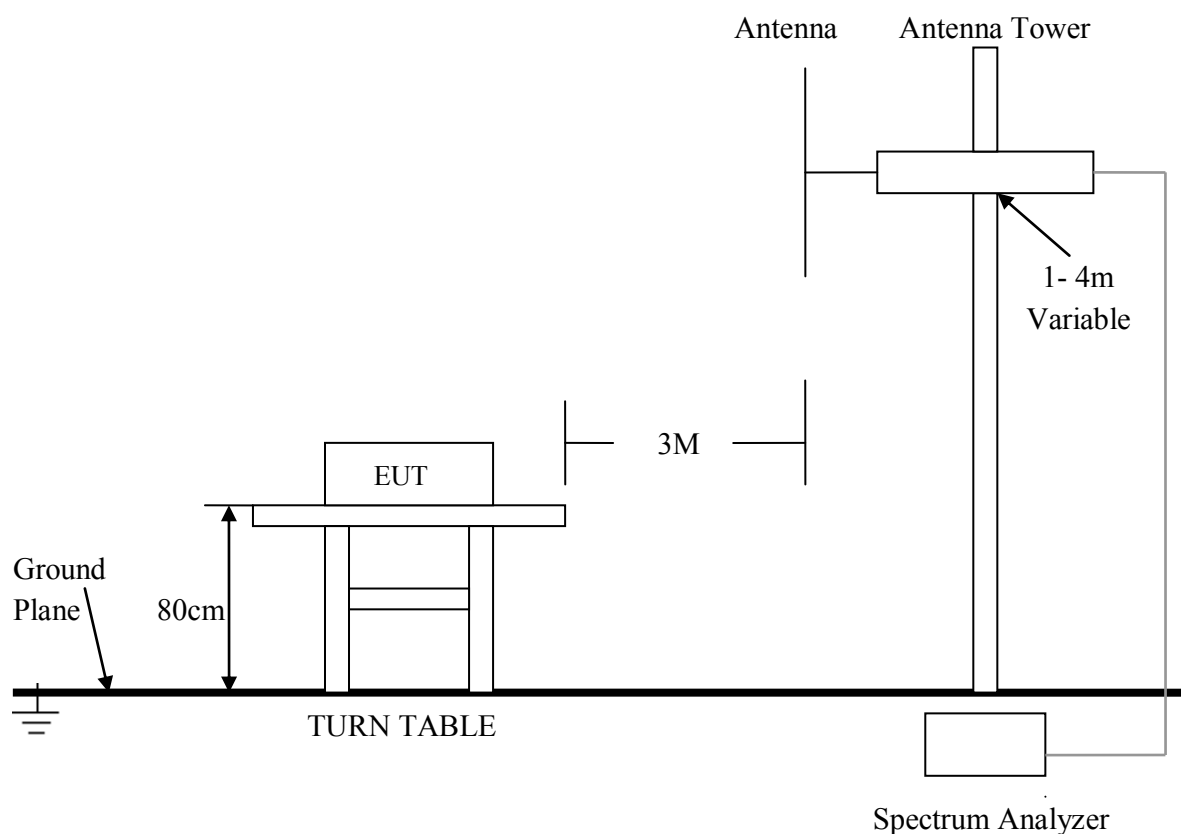 Antenna
Antenna Tower
1- 4m
Variable
3M
EUT
Ground
Plane
80cm
TURN TABLE
Spectrum Analyzer